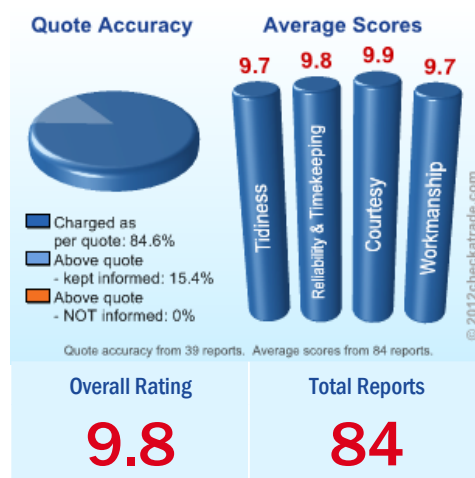 Quote Accuracy
Average Scores
9.7
9.8
9.9
9.7
Tidiness
Reliability & Timekeeping
Courtesy
Workmanship
Charged as
per quote: 84.6%
Above quote
- kept informed: 15.4%
Above quote
- NOT informed: 0%
© 2012checkatrade.com
Quote accuracy from 39 reports. Average scores from 84 reports.
Overall Rating
9.8
Total Reports
84